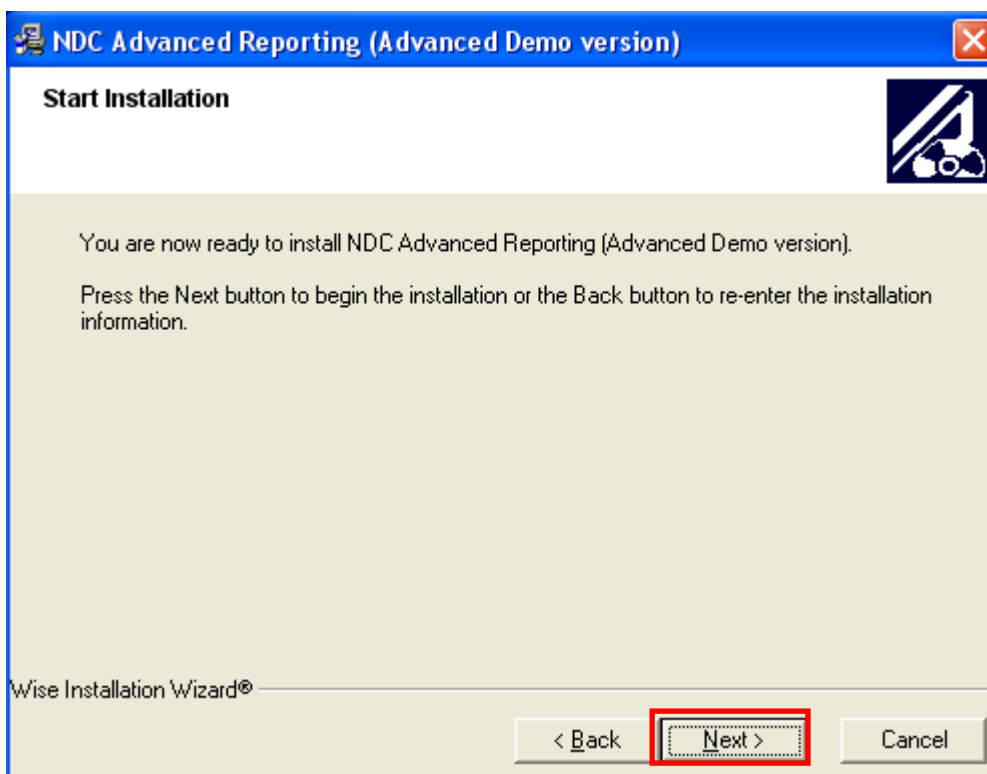 NDC Advanced Reporting (Advanced Demo version)
Start Installation
You are now ready to install NDC Advanced Reporting (Advanced Demo version).
Press the Next button to begin the installation or the Back button to re-enter the installation
information.
Wise Installation Wizard®
< Back Next > Cancel